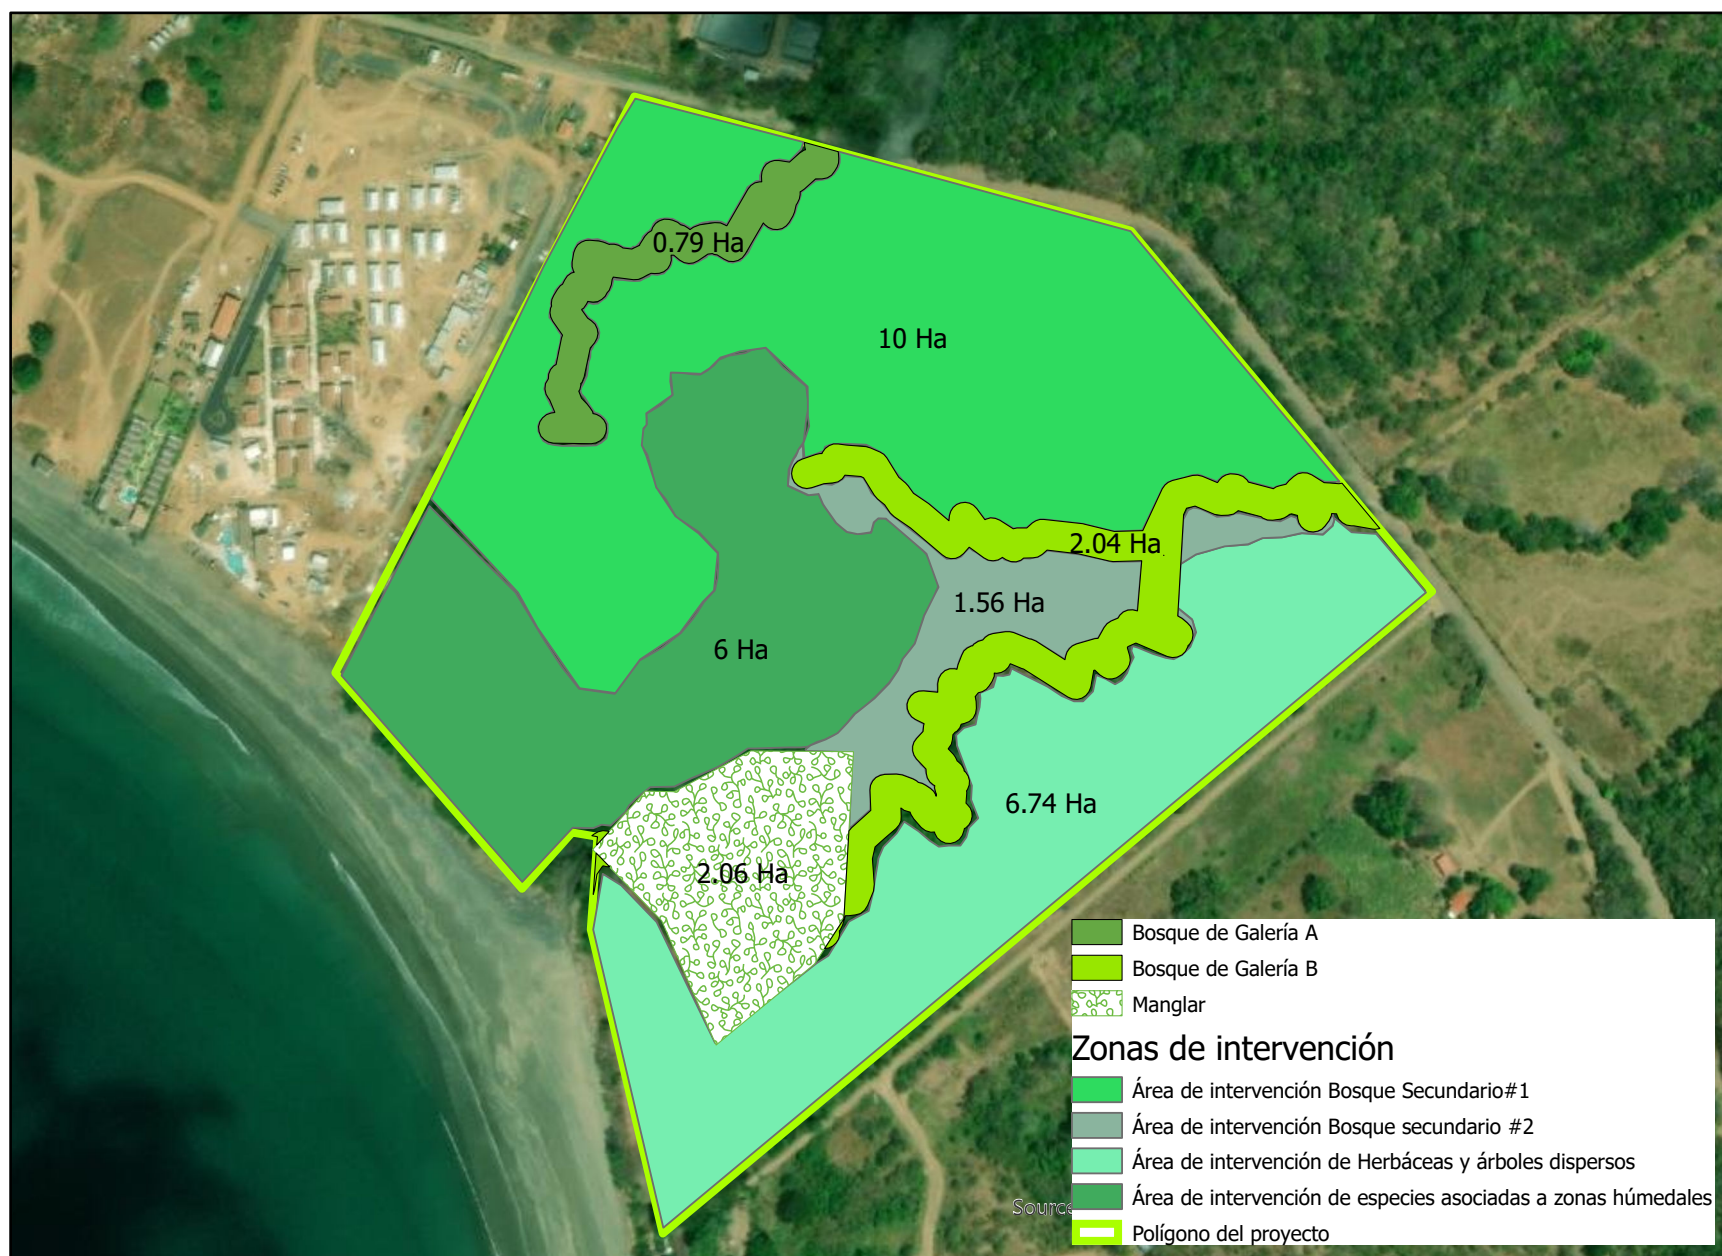 0.79 Ha
10 Ha
2.04 Ha
1.56 Ha
6 Ha
6.74 Ha
2.06 Ha
Bosque de Galería A
Bosque de Galería B
Manglar
Zonas de intervención
Área de intervención Bosque Secundario#1
Área de intervención Bosque secundario #2
Área de intervención de Herbáceas y árboles dispersos
Área de intervención de especies asociadas a zonas húmedales
Source
Polígono del proyecto